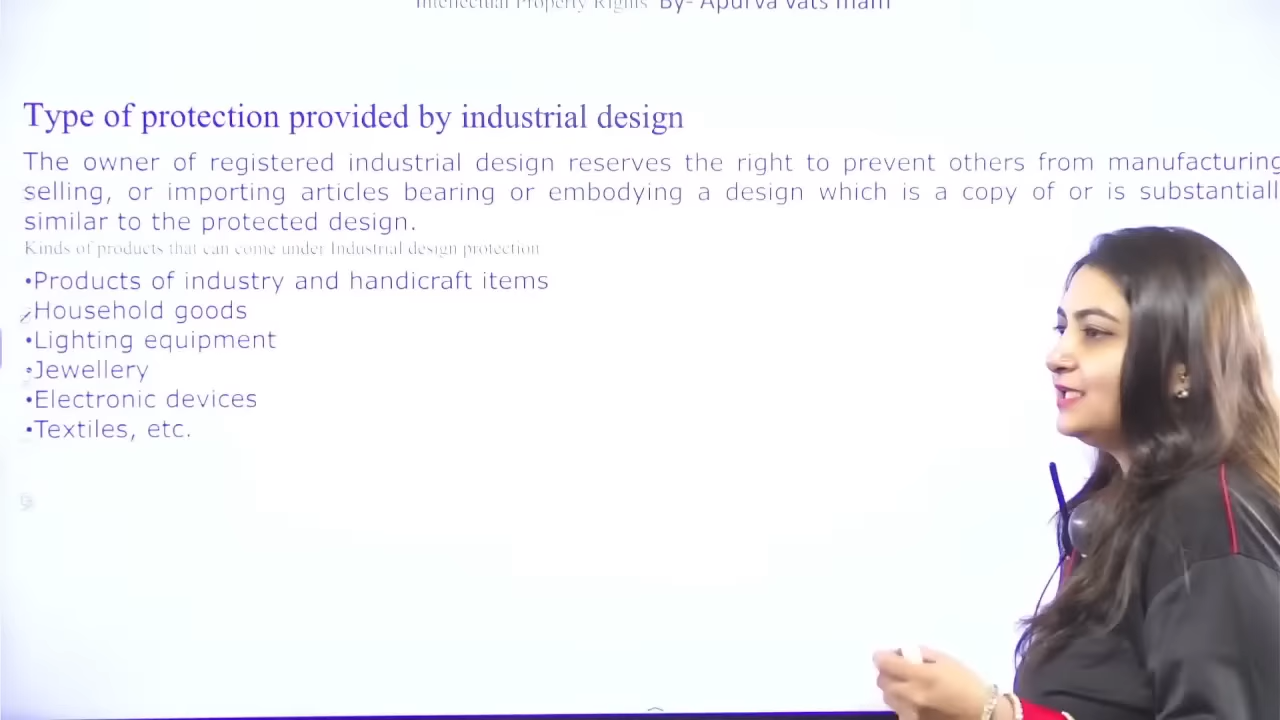 Intellectual Property Rights By- Apurva Vats mam
Type of protection provided by industrial design
The owner of registered industrial design reserves the right to prevent others from manufacturing
selling, or importing articles bearing or embodying a design which is a copy of or is substantiall
similar to the protected design.
Kinds of products that can come under Industrial design protection
•Products of industry and handicraft items
•Household goods
•Lighting equipment
•Jewellery
•Electronic devices
•Textiles, etc.